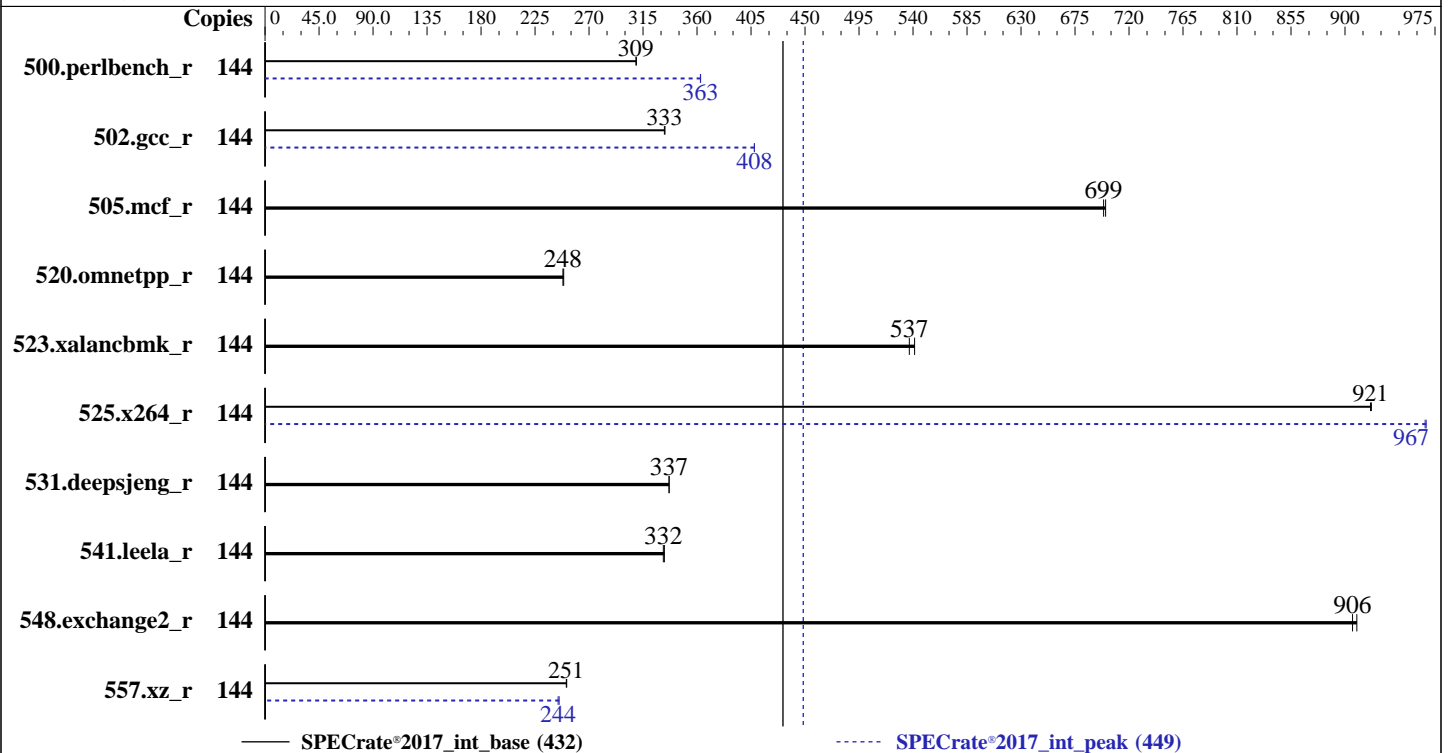 Copies 0 45.0 90.0 135 180 225 270 315 360 405 450 495 540 585 630 675 720 765 810 855 900 975
309
500.perlbench_r 144
363
333
502.gcc_r 144
408
699
505.mcf_r 144
248
520.omnetpp_r 144
537
523.xalancbmk_r 144
921
525.x264_r 144
967
337
531.deepsjeng_r 144
332
541.leela_r 144
906
548.exchange2_r 144
251
557.xz_r 144
244
SPECrate®2017_int_base (432) SPECrate®2017_int_peak (449)